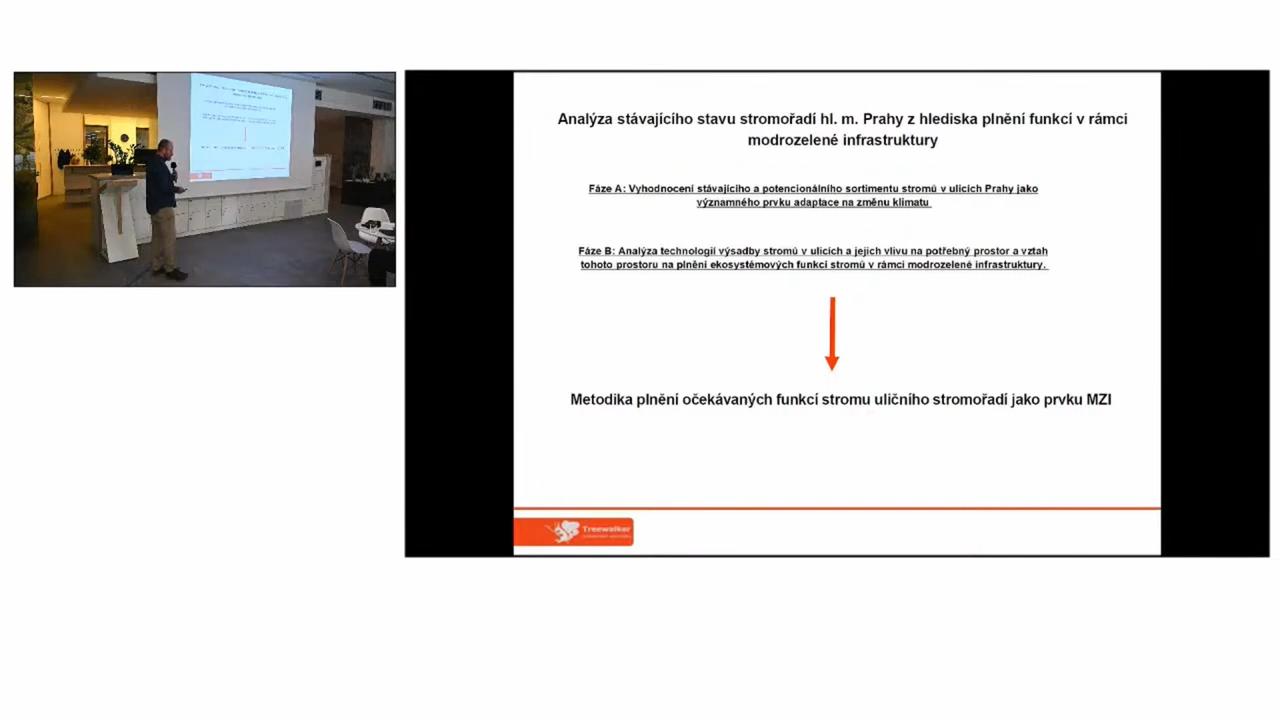 Analýza stávajícího stavu stromořadí hl. m. Prahy z hlediska plnění funkcí v rámci
modrozelené infrastruktury
Fáze A: Vyhodnocení stávajícího a potencionálního sortimentu stromů v ulicích Prahy jako
významného prvku adaptace na změnu klimatu
Fáze B: Analýza technologií výsadby stromů v ulicích a jejich vlivu na potřebný prostor a vztah
tohoto prostoru na plnění ekosystémových funkcí stromů v rámci modrozelené infrastruktury.
Metodika plnění očekávaných funkcí stromu uličního stromořadí jako prvku MZI
Treewalker